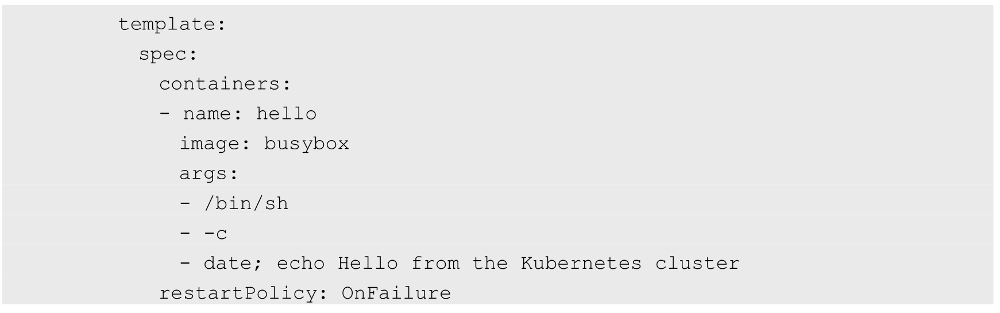 template:
spec:
containers:
- name: hello
image: busybox
args:
- /bin/sh
- -c
- date; echo Hello from the Kubernetes cluster
restartPolicy: OnFailure